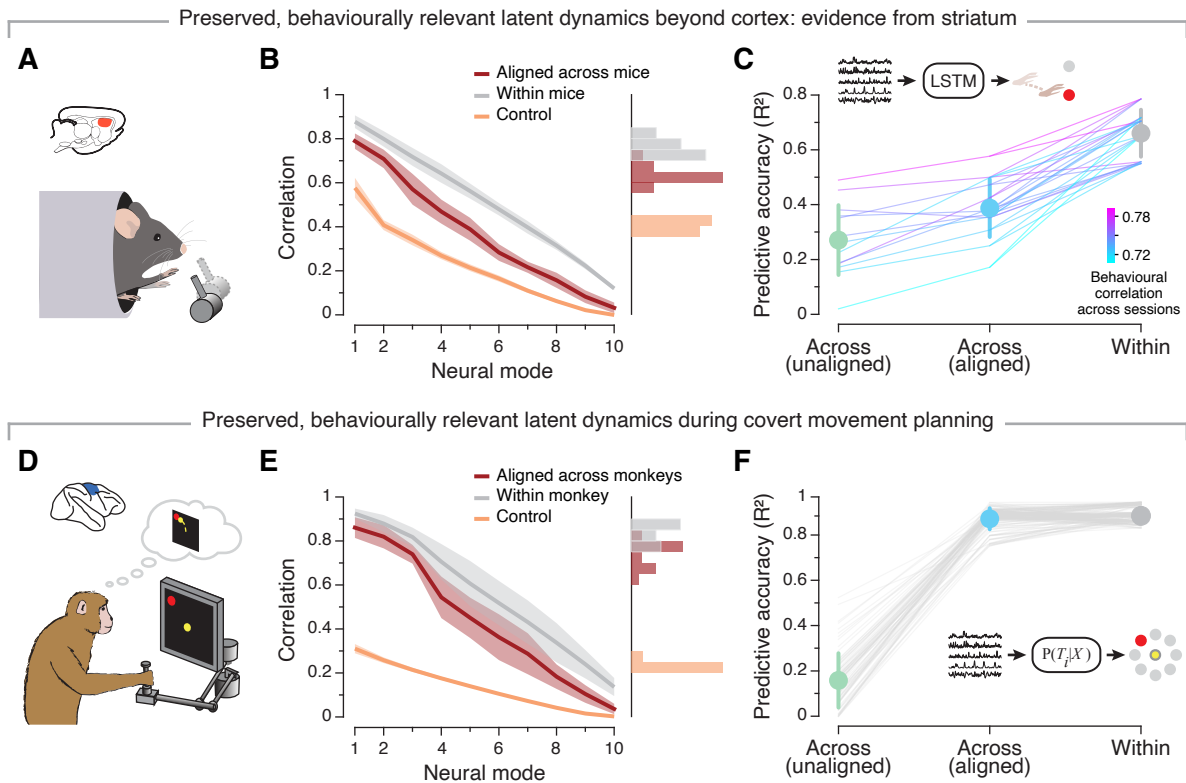 Preserved, behaviourally relevant latent dynamics beyond cortex: evidence from striatum
A
B
Aligned across mice
Within mice
Control
1
0.8
0.6
0.4
0.2
0
Correlation
1
2
4
6
8
10
Neural mode
C
LSTM
0.8
0.6
0.4
0.2
0
Predictive accuracy (R²)
0.78
0.72
Behavioural
correlation
across sessions
Across
(unaligned)
Across
(aligned)
Within
Preserved, behaviourally relevant latent dynamics during covert movement planning
D
E
Aligned across monkeys
Within monkey
Control
1
0.8
0.6
0.4
0.2
0
Correlation
1
2
4
6
8
10
Neural mode
F
1
0.8
0.6
0.4
0.2
0
Predictive accuracy (R²)
P(Tᵢ|X)
Across
(unaligned)
Across
(aligned)
Within